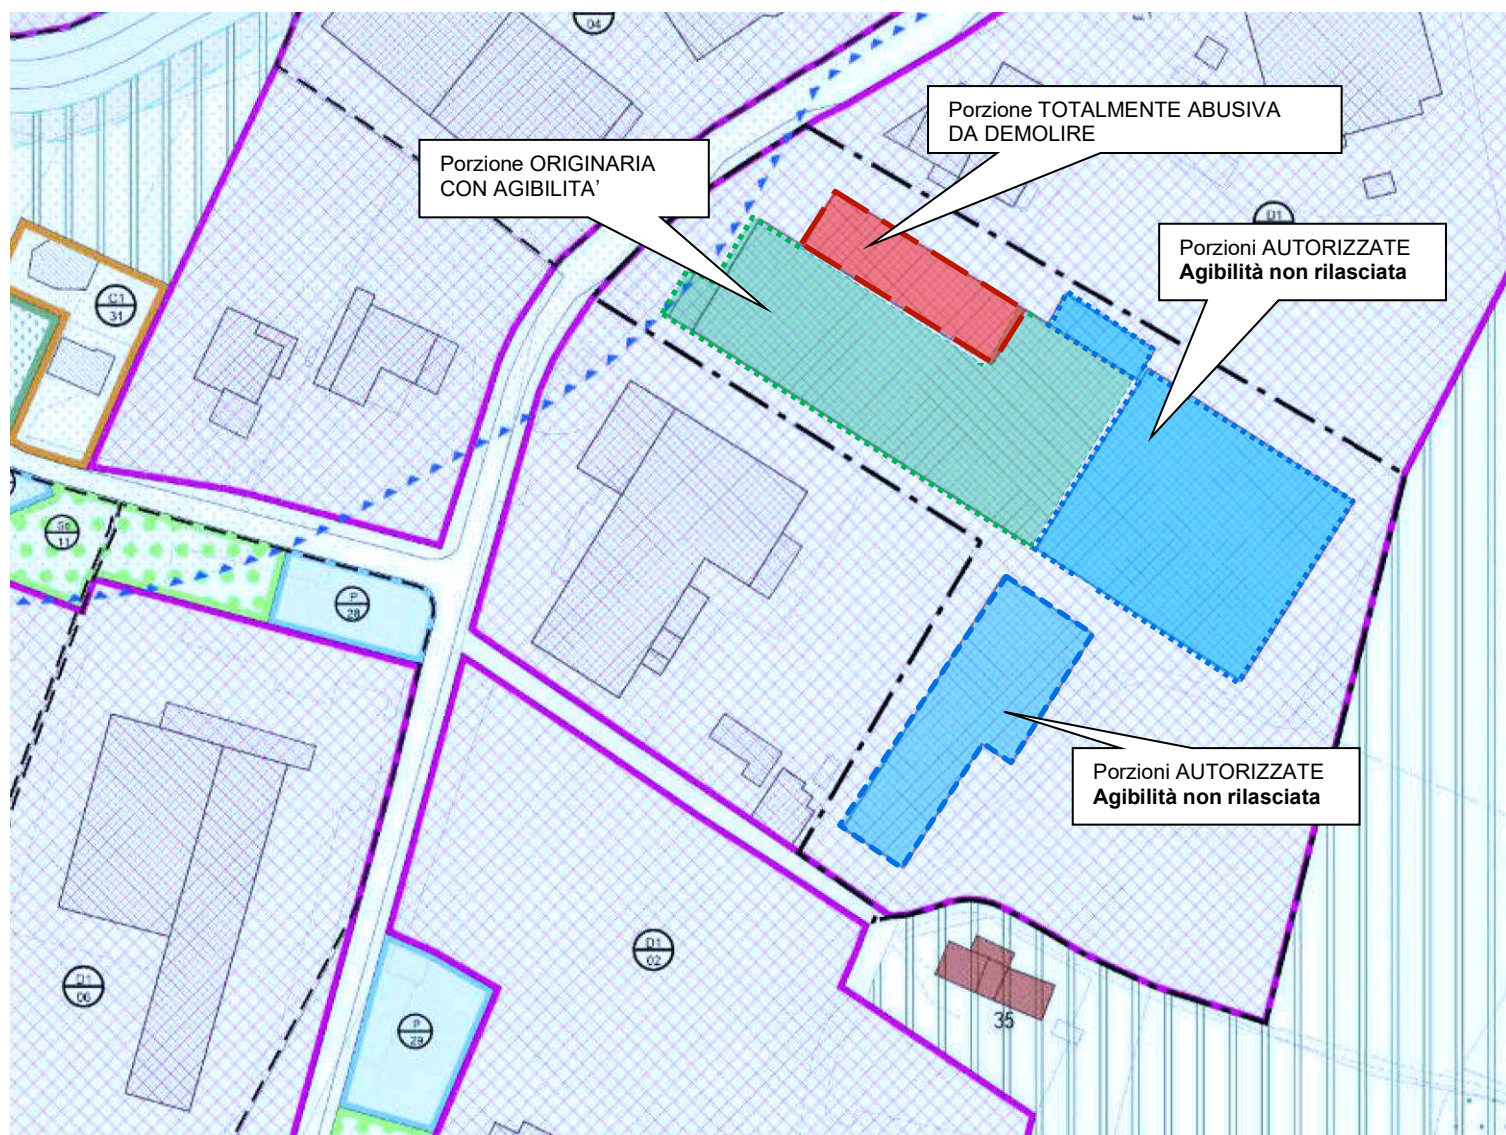 04
Porzione TOTALMENTE ABUSIVA
DA DEMOLIRE
Porzione ORIGINARIA
CON AGIBILITA’
D1
Porzioni AUTORIZZATE
Agibilità non rilasciata
C1
31
11
P
28
Porzioni AUTORIZZATE
Agibilità non rilasciata
D1
02
D1
06
35
P
29